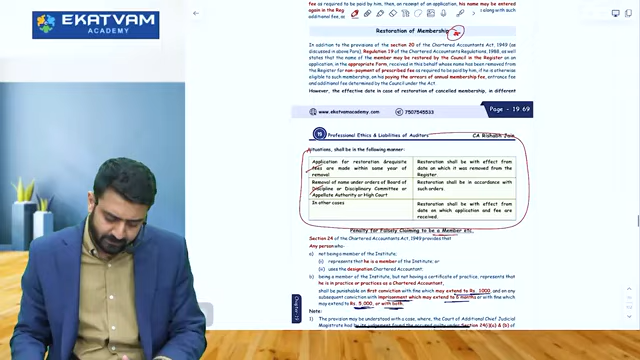 EKATVAM
ACADEMY
fee as required to be paid by him, then, on receipt of an application, his name may be entered
again in the Reg
along with such
additional fee, as
Restoration of Membership
In addition to the provisions of the section 20 of the Chartered Accountants Act, 1949 (as
discussed in above Para), Regulation 19 of the Chartered Accountants Regulations, 1988, as well
states that the name of the member may be restored by the Council in the Register on an
application, in the appropriate Form, received in this behalf whose name has been removed from
the Register for non-payment of prescribed fee as required to be paid by him, if he is otherwise
eligible to such membership, on his paying the arrears of annual membership fee, entrance fee
and additional fee determined by the Council under the Act
However, the effective date in case of restoration of cancelled membership, in different
www.ekatvamacademy.com
7507545533
Page - 19.69
19
Professional Ethics & Liabilities of Auditors
CA Rishabh Jain
situations, shall be in the following manner:
Application for restoration & requisite
fees are made within same year of
removal
Restoration shall be with effect from
date on which it was removed from the
Register.
Removal of name under orders of Board of
Discipline or Disciplinary Committee or
Appellate Authority or High Court
Restoration shall be in accordance with
such orders.
In other cases
Restoration shall be with effect from
date on which application and fee are
received.
Penalty for Falsely Claiming to be a Member etc.
Section 24 of the Chartered Accountants Act, 1949 provides that
Any person who-
a) not being a member of the Institute;
(i) represents that he is a member of the Institute; or
(ii) uses the designation Chartered Accountant;
b) being a member of the Institute, but not having a certificate of practice, represents that
he is in practice or practices as a Chartered Accountant,
shall be punishable on first conviction with fine which may extend to Rs. 1000, and on any
subsequent conviction with imprisonment which may extend to 6 months or with fine which
may extend to Rs. 5,000, or with both.
Note:
1) The provision may be understood with a case, where, the Court of Additional Chief Judicial
Magistrate had in its judgement found the accused guilty under Section 24(i)(a) & (b) of
Chapter-19